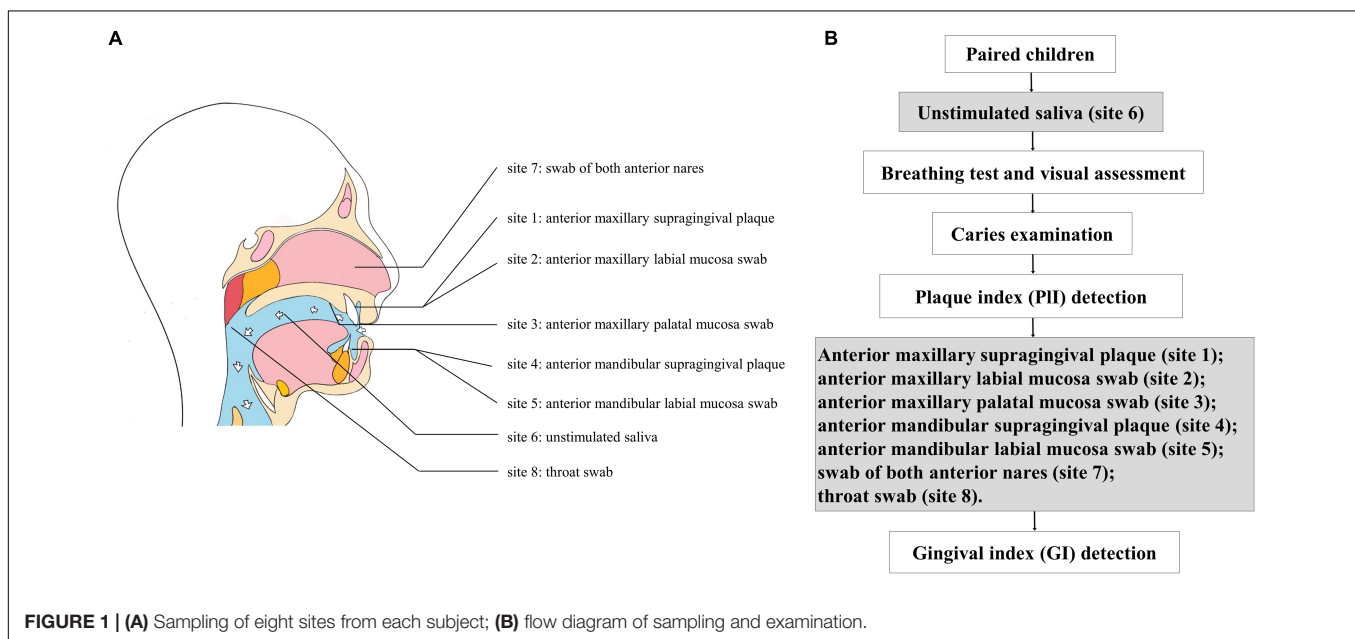 A
site 7: swab of both anterior nares
site 1: anterior maxillary supragingival plaque
site 2: anterior maxillary labial mucosa swab
site 3: anterior maxillary palatal mucosa swab
site 4: anterior mandibular supragingival plaque
site 5: anterior mandibular labial mucosa swab
site 6: unstimulated saliva
site 8: throat swab
B
Paired children
Unstimulated saliva (site 6)
Breathing test and visual assessment
Caries examination
Plaque index (PlI) detection
Anterior maxillary supragingival plaque (site 1);
anterior maxillary labial mucosa swab (site 2);
anterior maxillary palatal mucosa swab (site 3);
anterior mandibular supragingival plaque (site 4);
anterior mandibular labial mucosa swab (site 5);
swab of both anterior nares (site 7);
throat swab (site 8).
Gingival index (GI) detection
FIGURE 1 | (A) Sampling of eight sites from each subject; (B) flow diagram of sampling and examination.